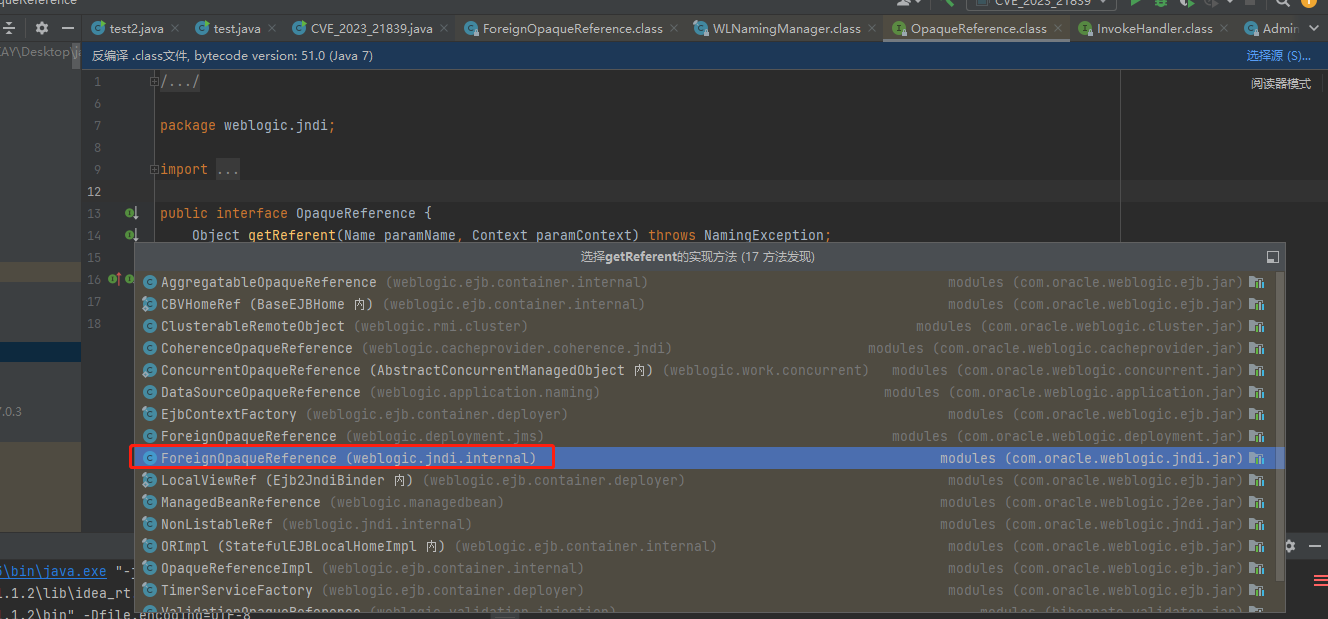 queReference
CVE_2023_21839
test2.java
test.java
CVE_2023_21839.java
ForeignOpaqueReference.class
WLNamingManager.class
OpaqueReference.class
InvokeHandler.class
Admin
AY\Desktop\ja
反编译 .class文件, bytecode version: 51.0 (Java 7)
选择源 (S)...
1 /.../
阅读器模式
6
7 package weblogic.jndi;
8
9 import ...
12
13 public interface OpaqueReference {
14 Object getReferent(Name paramName, Context paramContext) throws NamingException;
15
选择getReferent的实现方法 (17 方法发现)
16
17
18
AggregatableOpaqueReference (weblogic.ejb.container.internal) modules (com.oracle.weblogic.ejb.jar)
CBVHomeRef (BaseEJBHome 内) (weblogic.ejb.container.internal) modules (com.oracle.weblogic.ejb.jar)
ClusterableRemoteObject (weblogic.rmi.cluster) modules (com.oracle.weblogic.cluster.jar)
CoherenceOpaqueReference (weblogic.cacheprovider.coherence.jndi) modules (com.oracle.weblogic.cacheprovider.jar)
ConcurrentOpaqueReference (AbstractConcurrentManagedObject 内) (weblogic.work.concurrent) modules (com.oracle.weblogic.concurrent.jar)
DataSourceOpaqueReference (weblogic.application.naming) modules (com.oracle.weblogic.application.jar)
EjbContextFactory (weblogic.ejb.container.deployer) modules (com.oracle.weblogic.ejb.jar)
7.0.3
ForeignOpaqueReference (weblogic.deployment.jms) modules (com.oracle.weblogic.deployment.jar)
ForeignOpaqueReference (weblogic.jndi.internal) modules (com.oracle.weblogic.jndi.jar)
LocalViewRef (Ejb2JndiBinder 内) (weblogic.ejb.container.deployer) modules (com.oracle.weblogic.ejb.jar)
ManagedBeanReference (weblogic.managedbean) modules (com.oracle.weblogic.j2ee.jar)
NonListableRef (weblogic.jndi.internal) modules (com.oracle.weblogic.jndi.jar)
ORImpl (StatefulEJBLocalHomeImpl 内) (weblogic.ejb.container.internal) modules (com.oracle.weblogic.ejb.jar)
OpaqueReferenceImpl (weblogic.ejb.container.internal) modules (com.oracle.weblogic.ejb.jar)
TimerServiceFactory (weblogic.ejb.container.deployer) modules (com.oracle.weblogic.ejb.jar)
ValidationOpaqueReference (weblogic.validation.injection) modules (hibernate.validator.jar)
\bin\java.exe "-j
.1.2\lib\idea_rt
.1.2\bin" -Dfile.encoding=UTF-8